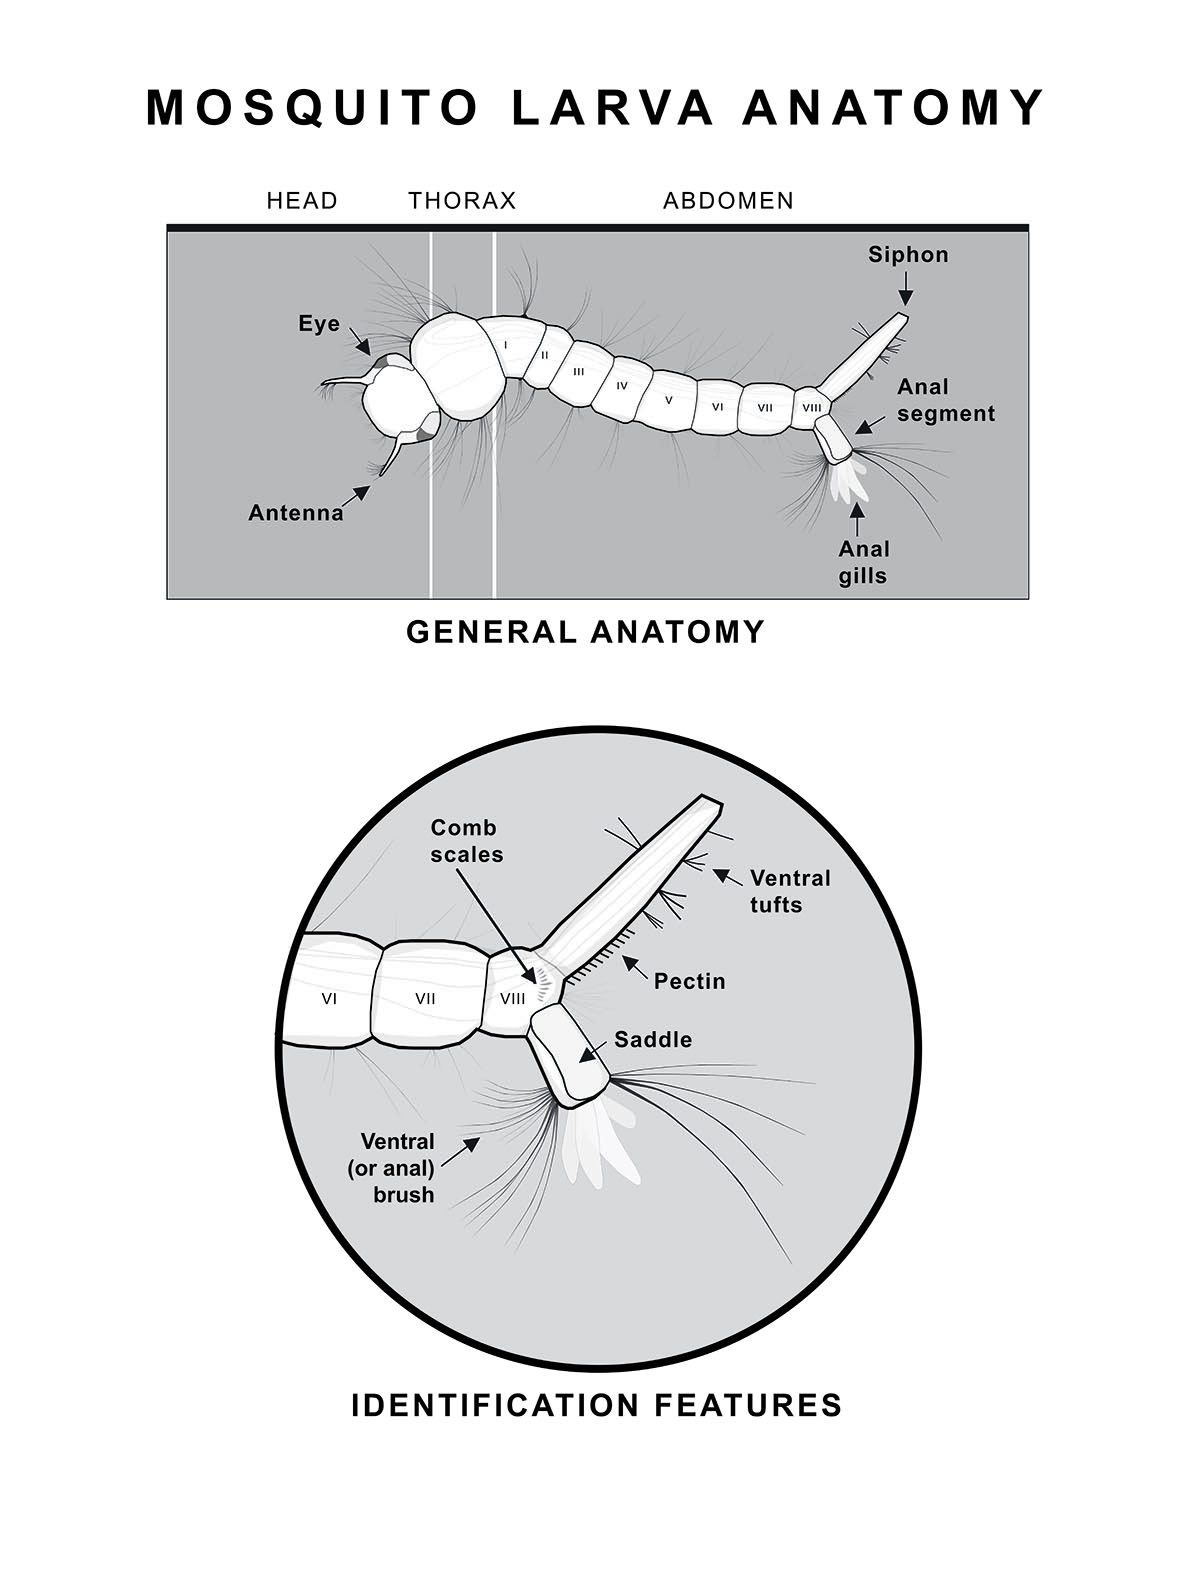 MOSQUITO LARVA ANATOMY
HEAD THORAX ABDOMEN
Siphon
Eye
Anal
segment
I II III IV V VI VII VIII
Antenna
Anal
gills
GENERAL ANATOMY
Comb
scales
Ventral
tufts
Pectin
VI VII VIII
Saddle
Ventral
(or anal)
brush
IDENTIFICATION FEATURES